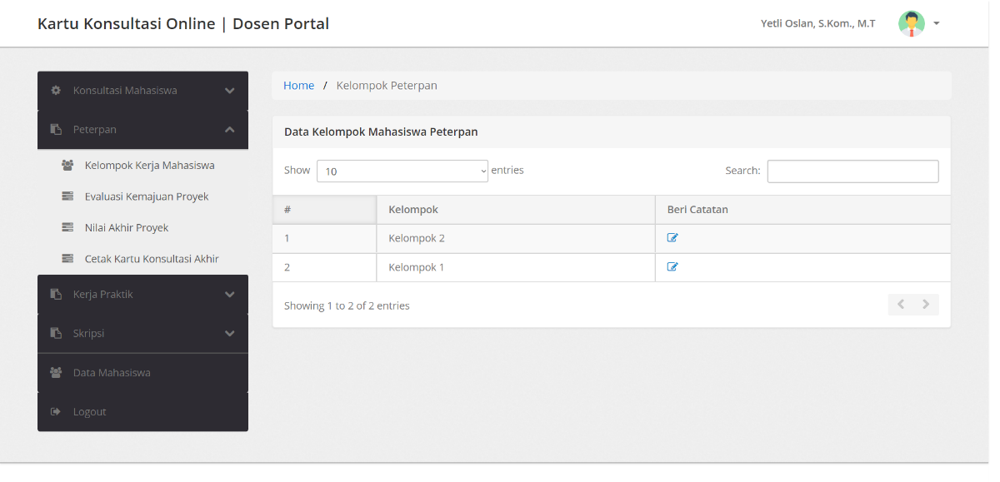 Kartu Konsultasi Online | Dosen Portal
Yetli Oslan, S.Kom., M.T
Konsultasi Mahasiswa
Peterpan
Kelompok Kerja Mahasiswa
Evaluasi Kemajuan Proyek
Nilai Akhir Proyek
Cetak Kartu Konsultasi Akhir
Kerja Praktik
Skripsi
Data Mahasiswa
Logout
Home / Kelompok Peterpan
Data Kelompok Mahasiswa Peterpan
Show 10 entries Search:
# Kelompok Beri Catatan
1 Kelompok 2
2 Kelompok 1
Showing 1 to 2 of 2 entries